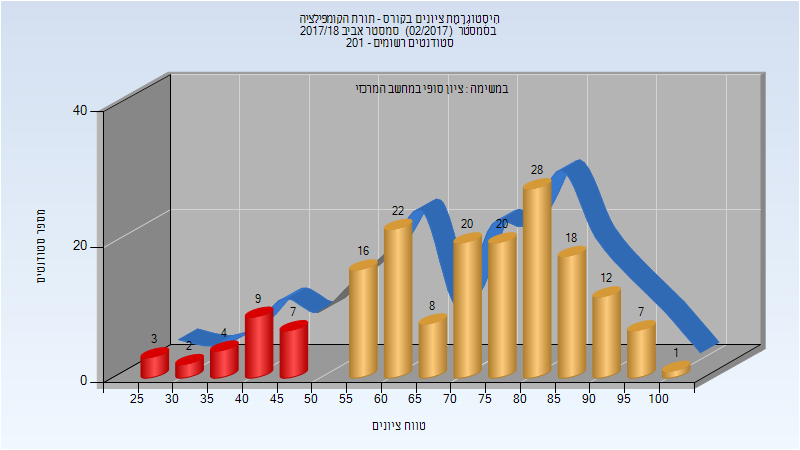 היסטוגרמת ציונים בקורס - תורת הקומפילציה
בסמסטר (02/2017) סמסטר אביב 2017/18
סטודנטים רשומים - 201
במשימה : ציון סופי במחשב המרכזי
מספר סטודנטים
40
20
0
3
2
4
9
7
16
22
8
20
20
28
18
12
7
1
25 30 35 40 45 50 55 60 65 70 75 80 85 90 95 100
טווח ציונים